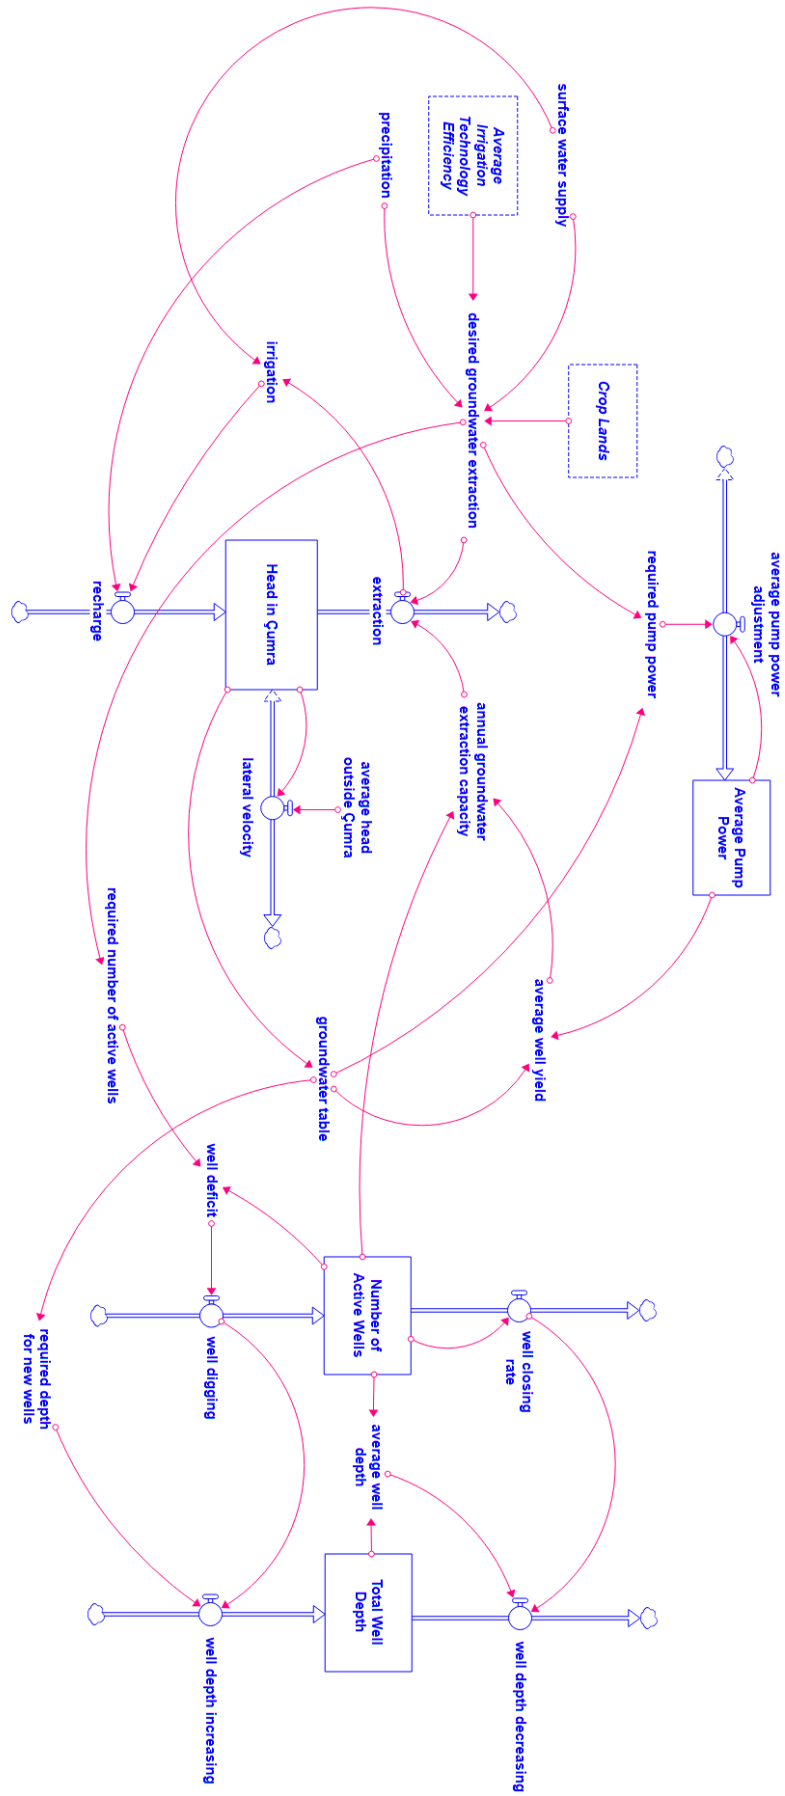 average pump power
adjustment
Average Pump
Power
required pump power
Crop Lands
surface water supply
average well yield
well closing
rate
well depth decreasing
Average
Irrigation
Technology
Efficiency
annual groundwater
extraction capacity
desired groundwater extraction
precipitation
extraction
Number of
Active Wells
average well
depth
Total Well
Depth
average head
outside Çumra
groundwater table
irrigation
Head in Çumra
lateral velocity
well deficit
well digging
well depth increasing
required number of active wells
recharge
required depth
for new wells